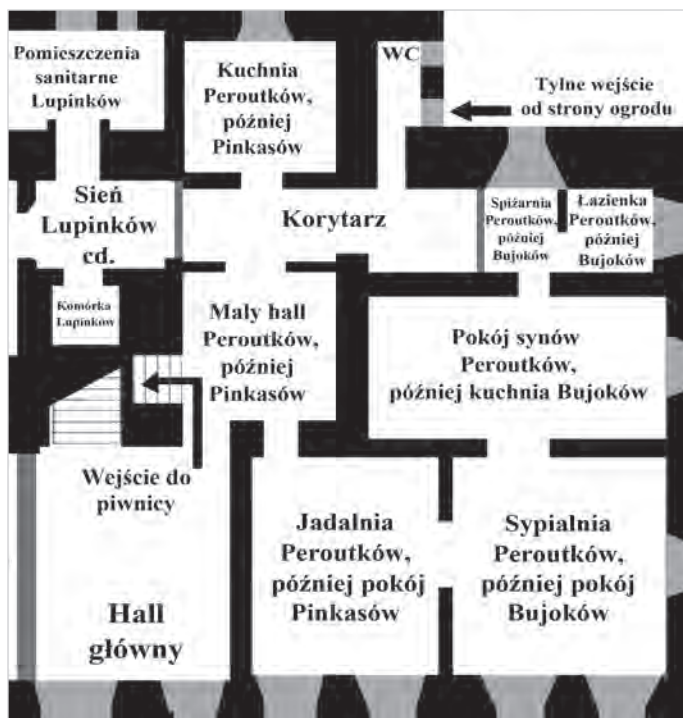 Pomieszczenia
sanitarne
Lupinków
Kuchnia
Peroutków,
później
Pinkasów
WC
Tylne wejście
od strony ogrodu
Sień
Lupinków
cd.
Korytarz
Spiżarnia
Peroutków,
później
Bujoków
Łazienka
Peroutków,
później
Bujoków
Komórka
Lupinków
Mały hall
Peroutków,
później
Pinkasów
Pokój synów
Peroutków,
później kuchnia Bujoków
Wejście do
piwnicy
Jadalnia
Peroutków,
później pokój
Pinkasów
Sypialnia
Peroutków,
później pokój
Bujoków
Hall
główny